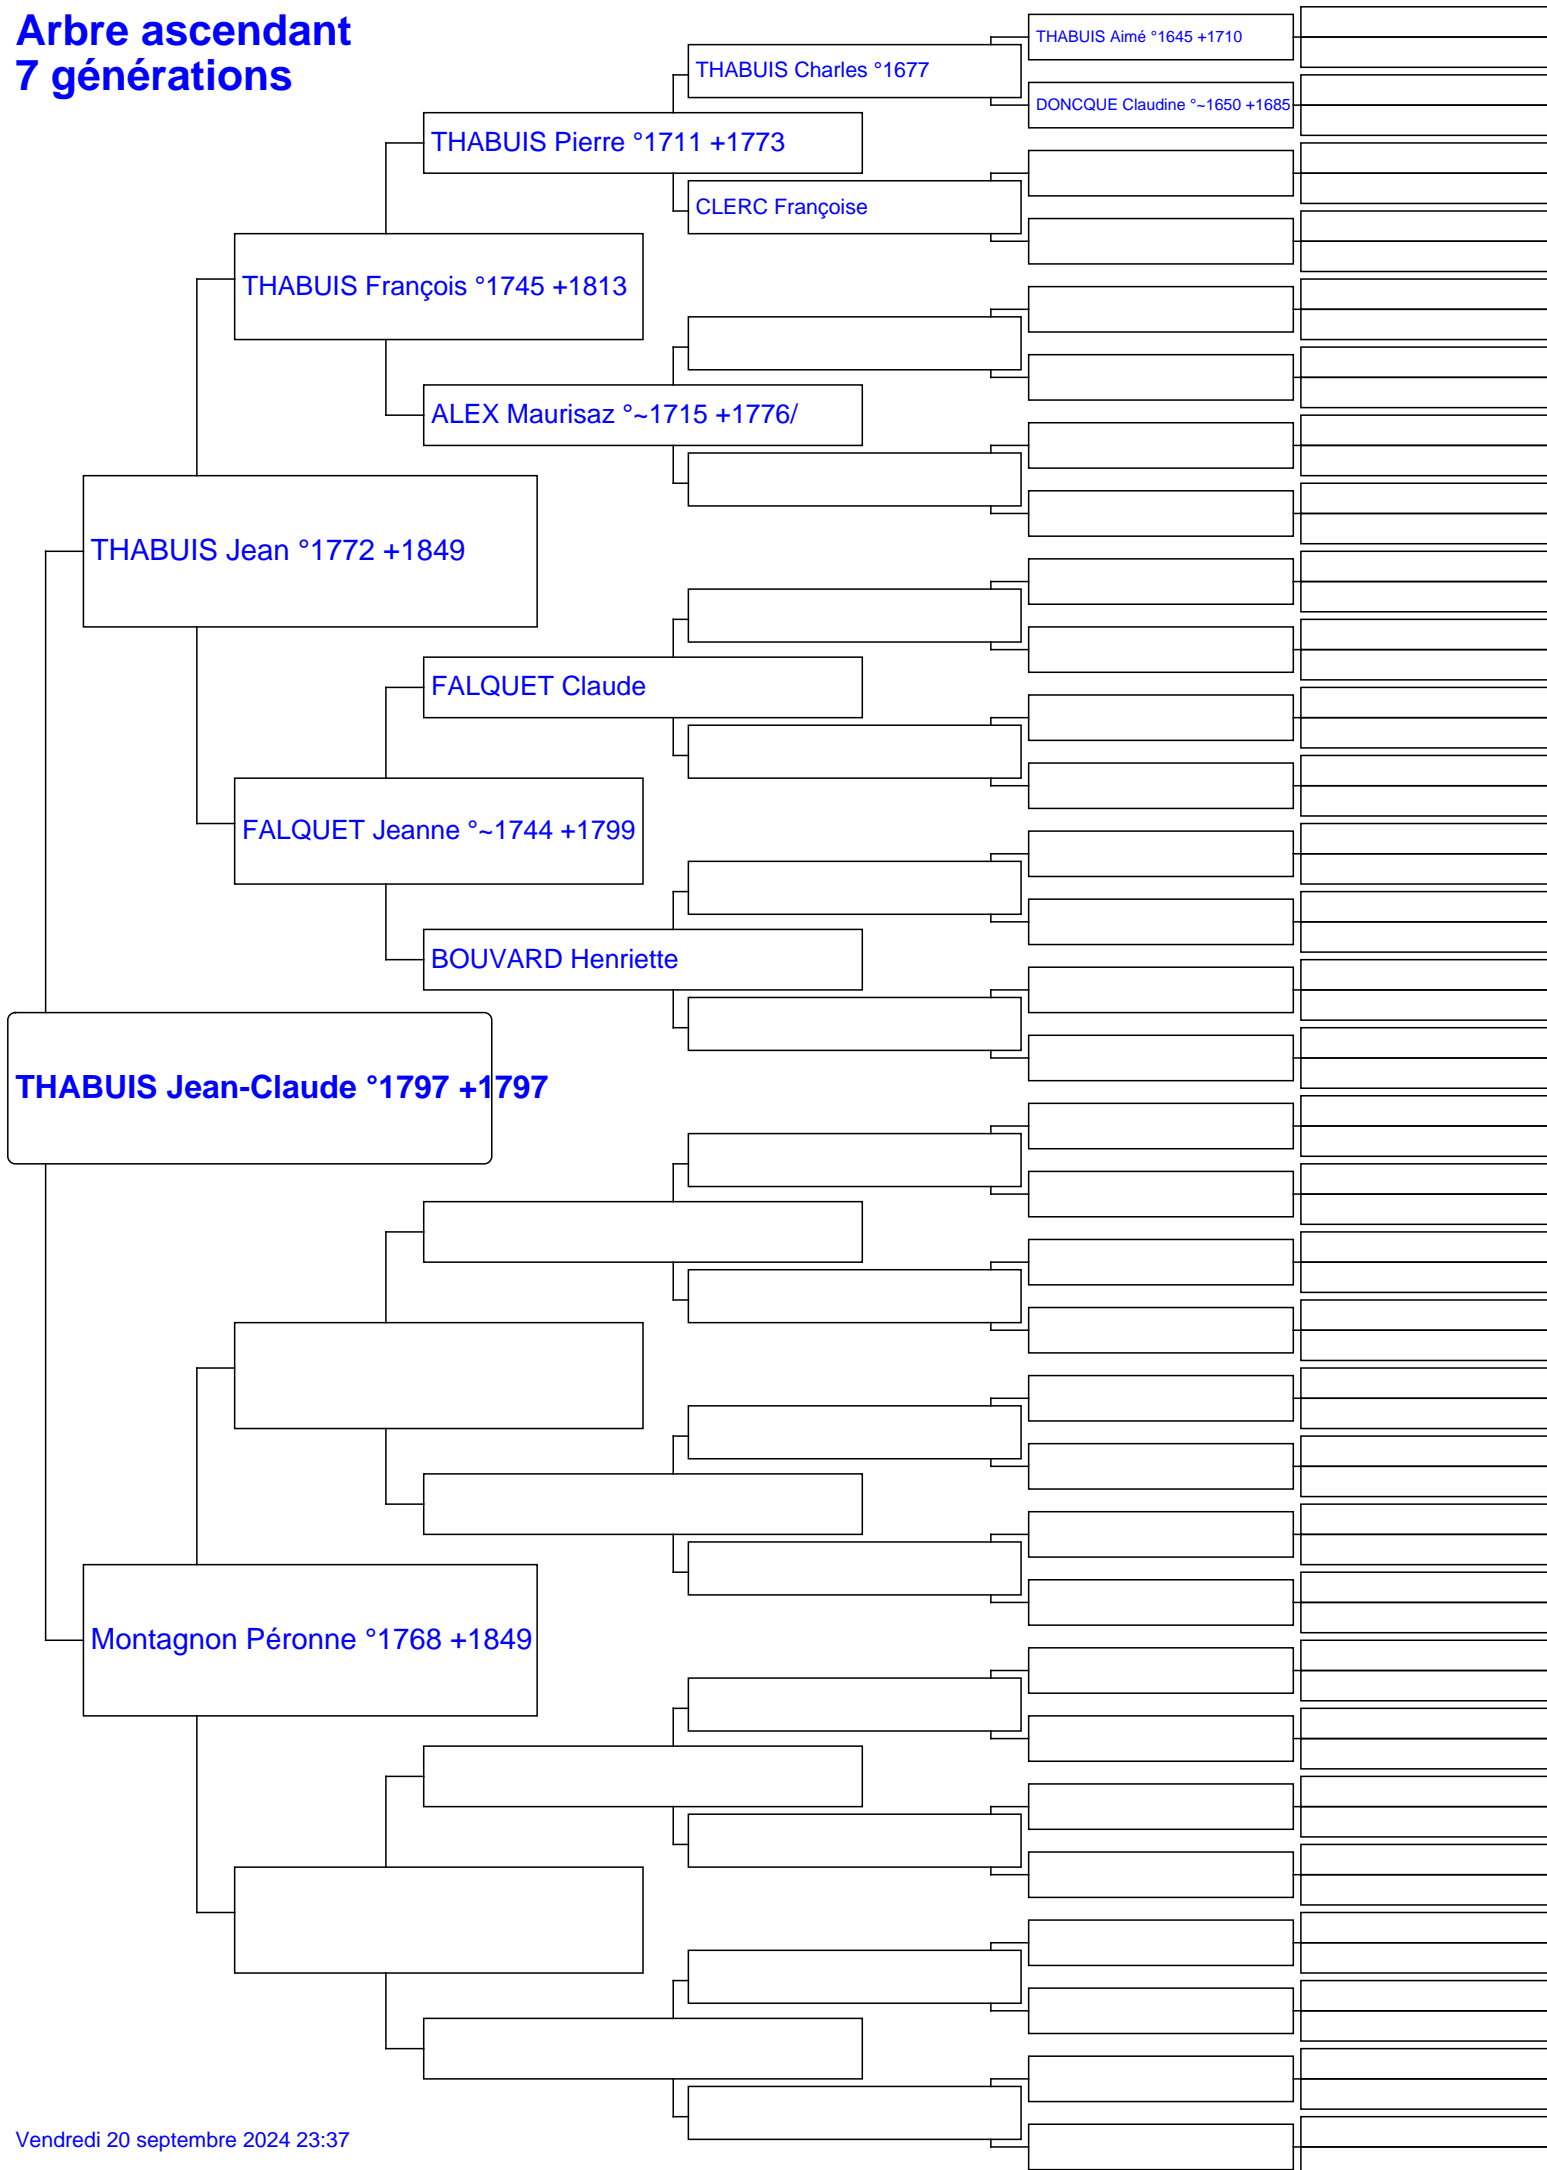 Arbre ascendant
7 générations
THABUIS Aimé °1645 +1710
THABUIS Charles °1677
DONCQUE Claudine °~1650 +1685
THABUIS Pierre °1711 +1773
CLERC Françoise
THABUIS François °1745 +1813
ALEX Maurisaz °~1715 +1776/
THABUIS Jean °1772 +1849
FALQUET Claude
FALQUET Jeanne °~1744 +1799
BOUVARD Henriette
THABUIS Jean-Claude °1797 +1797
Montagnon Péronne °1768 +1849
Vendredi 20 septembre 2024 23:37